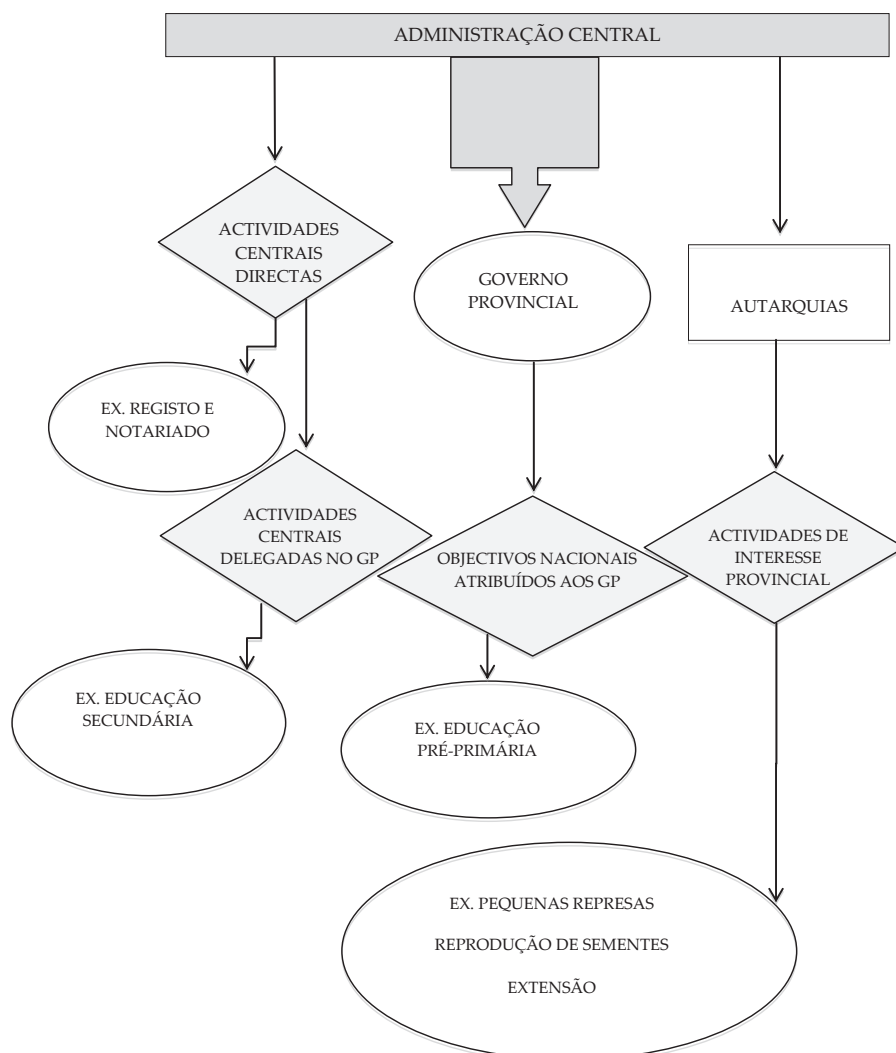 ADMINISTRAÇÃO CENTRAL
ACTIVIDADES
CENTRAIS
DIRECTAS
GOVERNO
PROVINCIAL
AUTARQUIAS
EX. REGISTO E
NOTARIADO
ACTIVIDADES
CENTRAIS
DELEGADAS NO GP
OBJECTIVOS NACIONAIS
ATRIBUÍDOS AOS GP
ACTIVIDADES DE
INTERESSE
PROVINCIAL
EX. EDUCAÇÃO
SECUNDÁRIA
EX. EDUCAÇÃO
PRÉ-PRIMÁRIA
EX. PEQUENAS REPRESAS
REPRODUÇÃO DE SEMENTES
EXTENSÃO